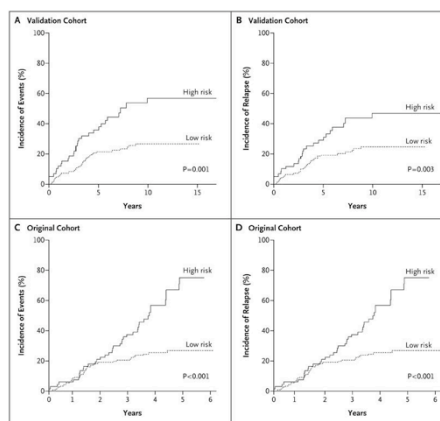 A Validation Cohort
100
80
60
40
20
0
0 5 10 15
Incidence of Events (%)
High risk
Low risk
P=0.001
Years
B Validation Cohort
100
80
60
40
20
0
0 5 10 15
Incidence of Relapse (%)
High risk
Low risk
P=0.003
Years
C Original Cohort
100
80
60
40
20
0
0 1 2 3 4 5 6
Incidence of Events (%)
High risk
Low risk
P<0.001
Years
D Original Cohort
100
80
60
40
20
0
0 1 2 3 4 5 6
Incidence of Relapse (%)
High risk
Low risk
P<0.001
Years